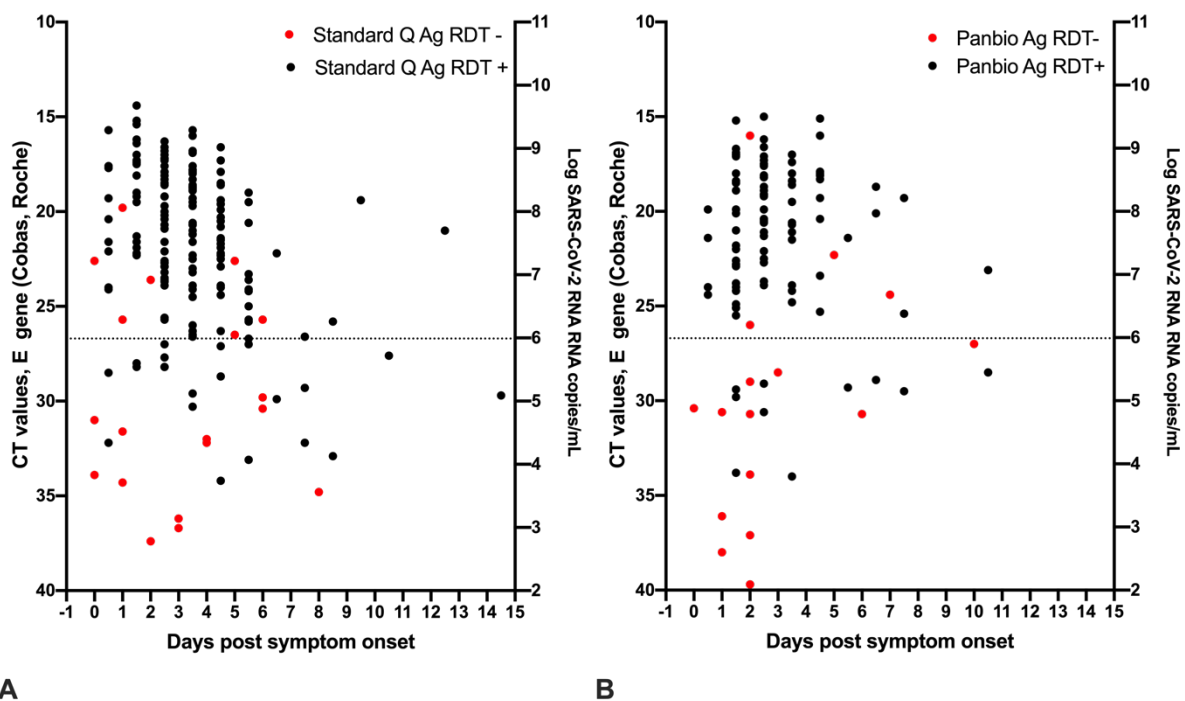 10
15
20
25
30
35
40
CT values, E gene (Cobas, Roche)
Standard Q Ag RDT -
Standard Q Ag RDT +
11
10
9
8
7
6
5
4
3
2
Log SARS-CoV-2 RNA RNA copies/mL
-1 0 1 2 3 4 5 6 7 8 9 10 11 12 13 14 15
Days post symptom onset
A
10
15
20
25
30
35
40
CT values, E gene (Cobas, Roche)
Panbio Ag RDT-
Panbio Ag RDT+
11
10
9
8
7
6
5
4
3
2
Log SARS-CoV-2 RNA RNA copies/mL
-1 0 1 2 3 4 5 6 7 8 9 10 11 12 13 14 15
Days post symptom onset
B